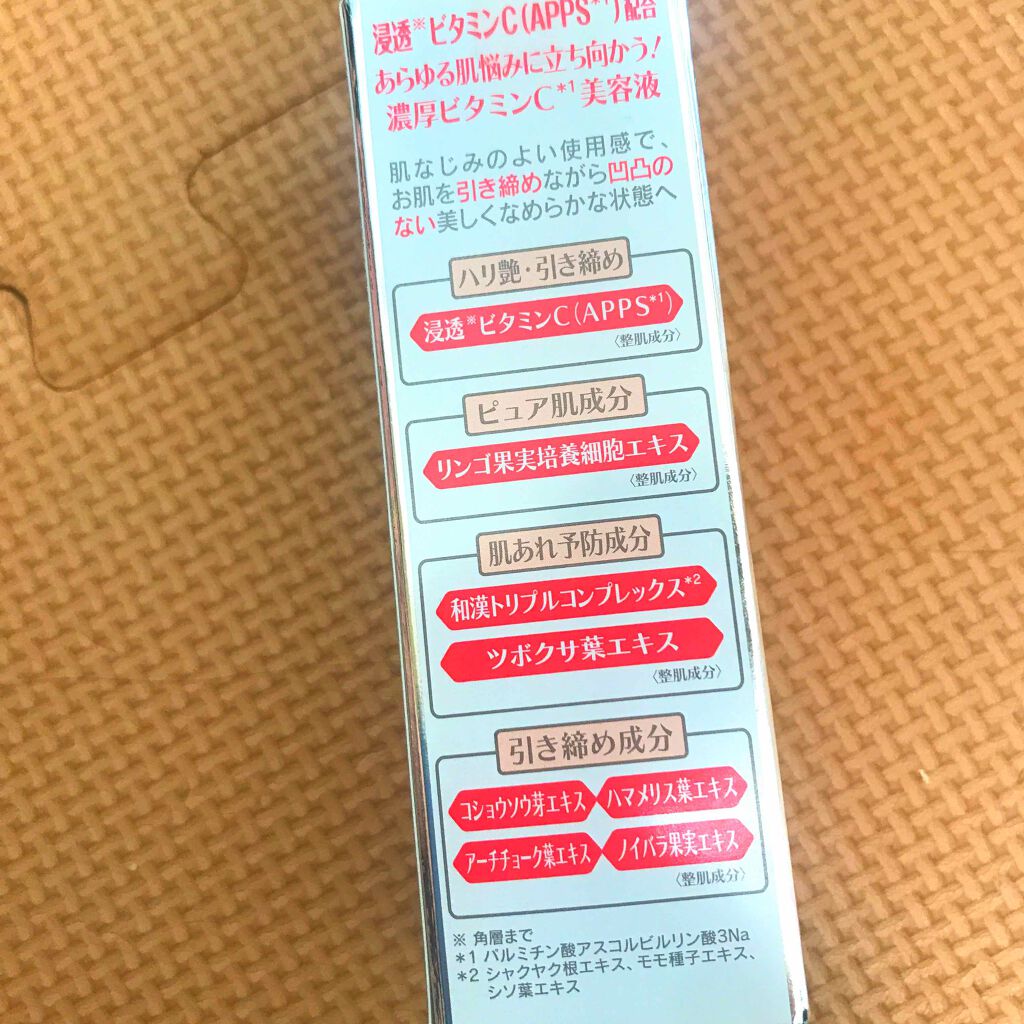 浸透※ビタミンC(APPS*1)配合
あらゆる肌悩みに立ち向かう!
濃厚ビタミンC*1美容液
肌なじみのよい使用感で、
お肌を引き締めながら凹凸の
ない美しくなめらかな状態へ
ハリ艶・引き締め
浸透※ビタミンC(APPS*1)
〈整肌成分〉
ピュア肌成分
リンゴ果実培養細胞エキス
〈整肌成分〉
肌あれ予防成分
和漢トリプルコンプレックス*2
ツボクサ葉エキス
〈整肌成分〉
引き締め成分
コショウソウ芽エキス ハマメリス葉エキス
アーチチョーク葉エキス ノイバラ果実エキス
〈整肌成分〉
※ 角層まで
*1 パルミチン酸アスコルビルリン酸3Na
*2 シャクヤク根エキス、モモ種子エキス、
シソ葉エキス